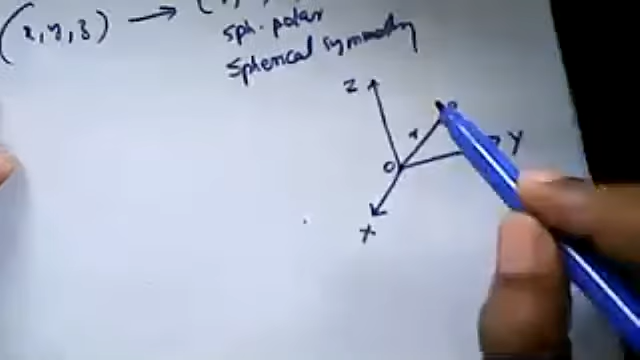 (x, y, z) → (
sph. polar
Spherical symmetry
Z
r
Y
O
X